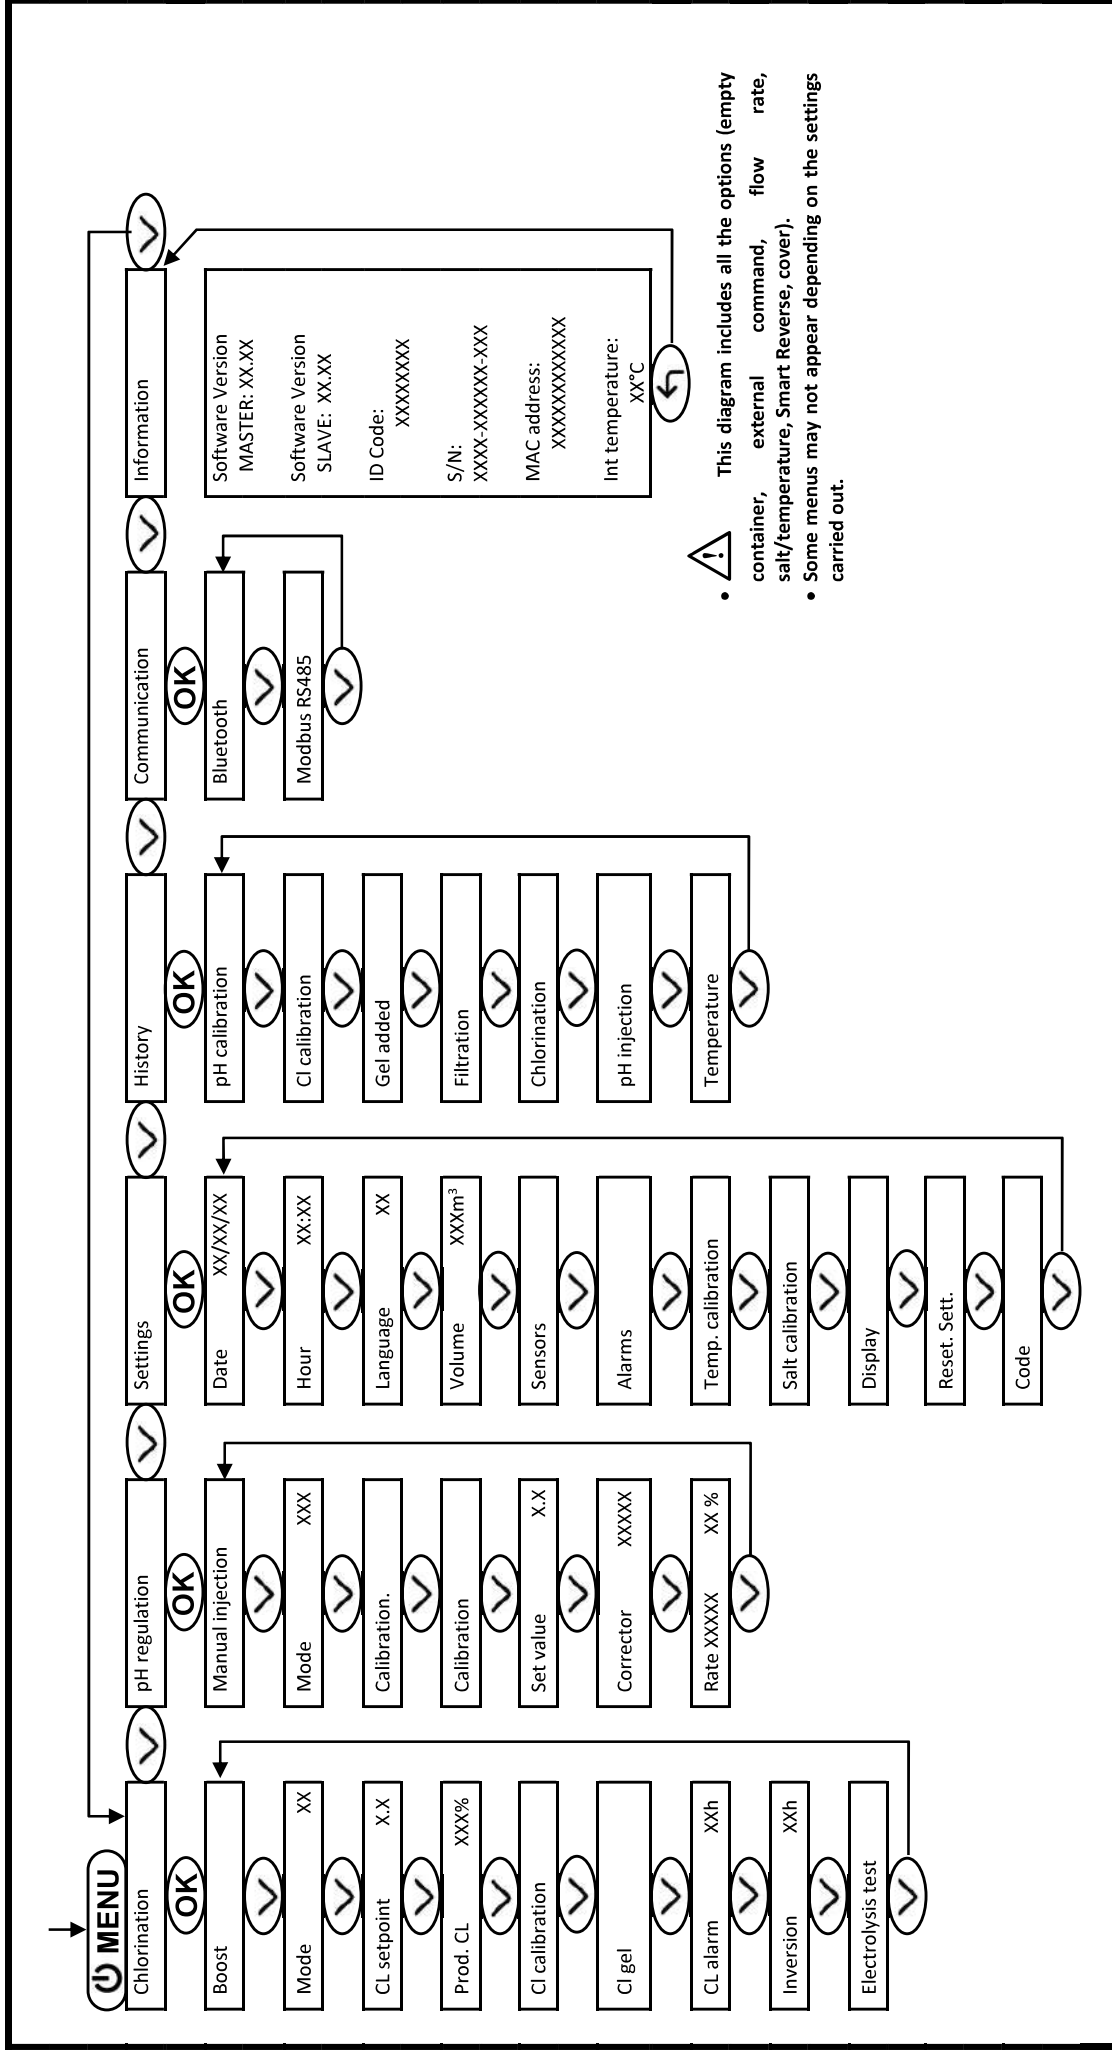 MENU
Chlorination
OK
Boost
Mode XX
CL setpoint X.X
Prod. CL XXX%
Cl calibration
Cl gel
CL alarm XXh
Inversion XXh
Electrolysis test
pH regulation
OK
Manual injection
Mode XXX
Calibration.
Calibration
Set value X.X
Corrector XXXXX
Rate XXXXX XX %
Settings
OK
Date XX/XX/XX
Hour XX:XX
Language XX
Volume XXXm³
Sensors
Alarms
Temp. calibration
Salt calibration
Display
Reset. Sett.
Code
History
OK
pH calibration
Cl calibration
Gel added
Filtration
Chlorination
pH injection
Temperature
Communication
OK
Bluetooth
Modbus RS485
Information
Software Version
MASTER: XX.XX
Software Version
SLAVE: XX.XX
ID Code:
XXXXXXXX
S/N:
XXXX-XXXXXX-XXX
MAC address:
XXXXXXXXXXXX
Int temperature:
XX°C
• This diagram includes all the options (empty
container, external command, flow rate,
salt/temperature, Smart Reverse, cover).
• Some menus may not appear depending on the settings
carried out.